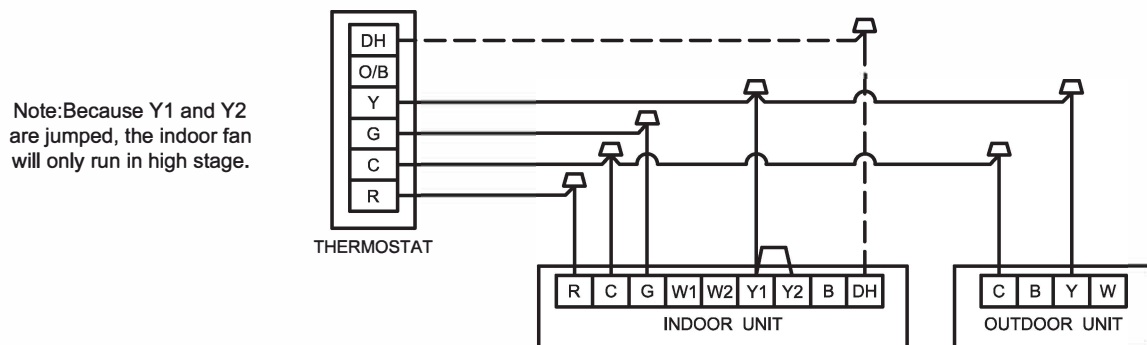 Note:Because Y1 and Y2
are jumped, the indoor fan
will only run in high stage.
DH
O/B
Y
G
C
R
THERMOSTAT
R C G W1 W2 Y1 Y2 B DH
INDOOR UNIT
C B Y W
OUTDOOR UNIT